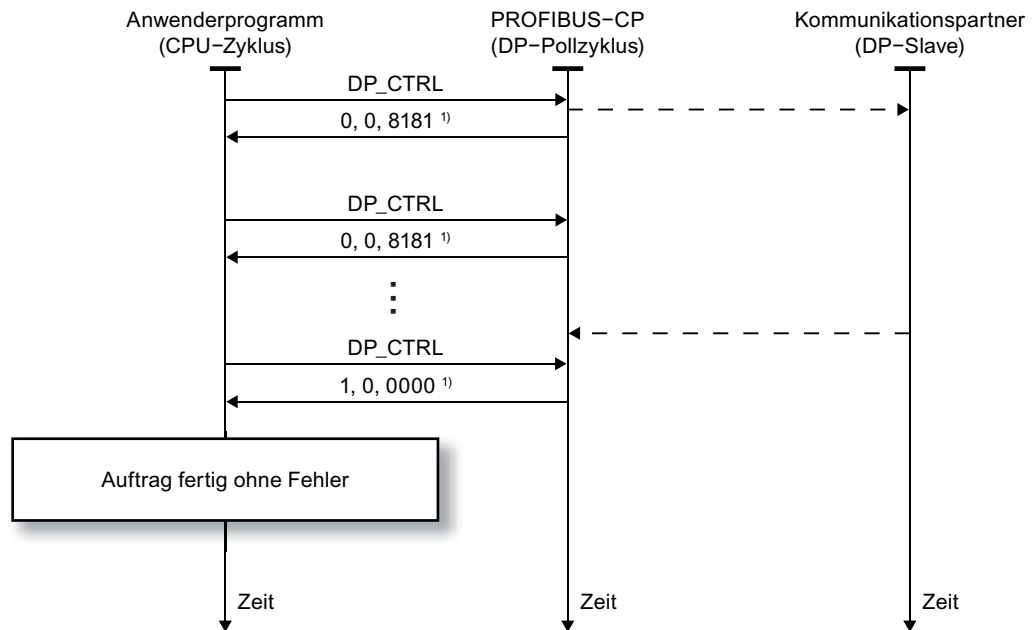 Anwenderprogramm
(CPU−Zyklus)
PROFIBUS−CP
(DP−Pollzyklus)
Kommunikationspartner
(DP−Slave)
DP_CTRL
0, 0, 8181 ¹⁾
DP_CTRL
0, 0, 8181 ¹⁾
DP_CTRL
1, 0, 0000 ¹⁾
Auftrag fertig ohne Fehler
Zeit
Zeit
Zeit